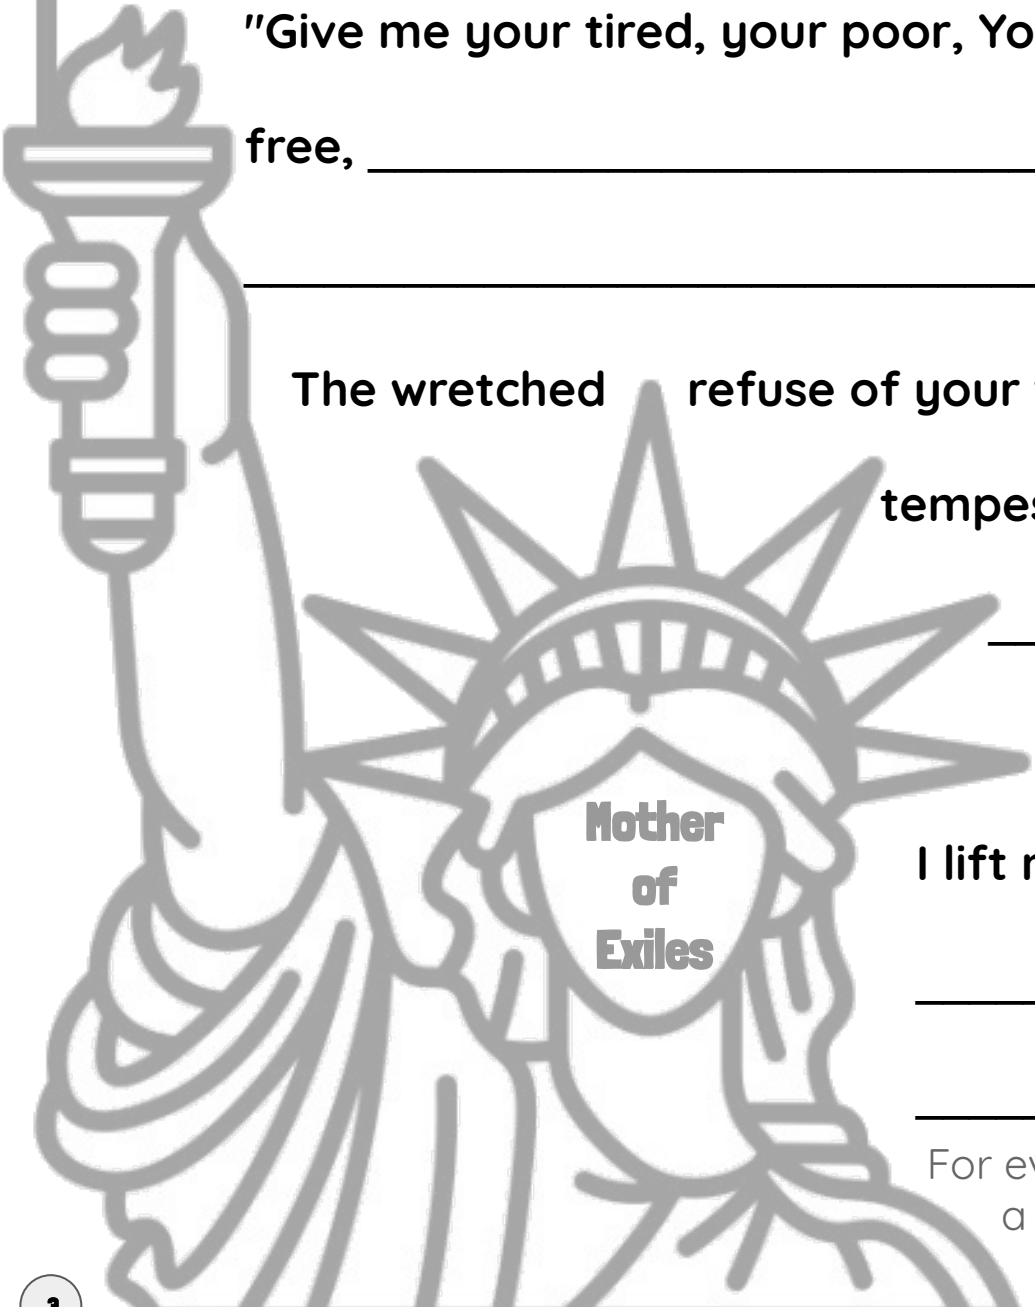 "Give me your tired, your poor, Yo
free,
The wretched refuse of your
tempes
Mother
of
Exiles
I lift
For ev
a